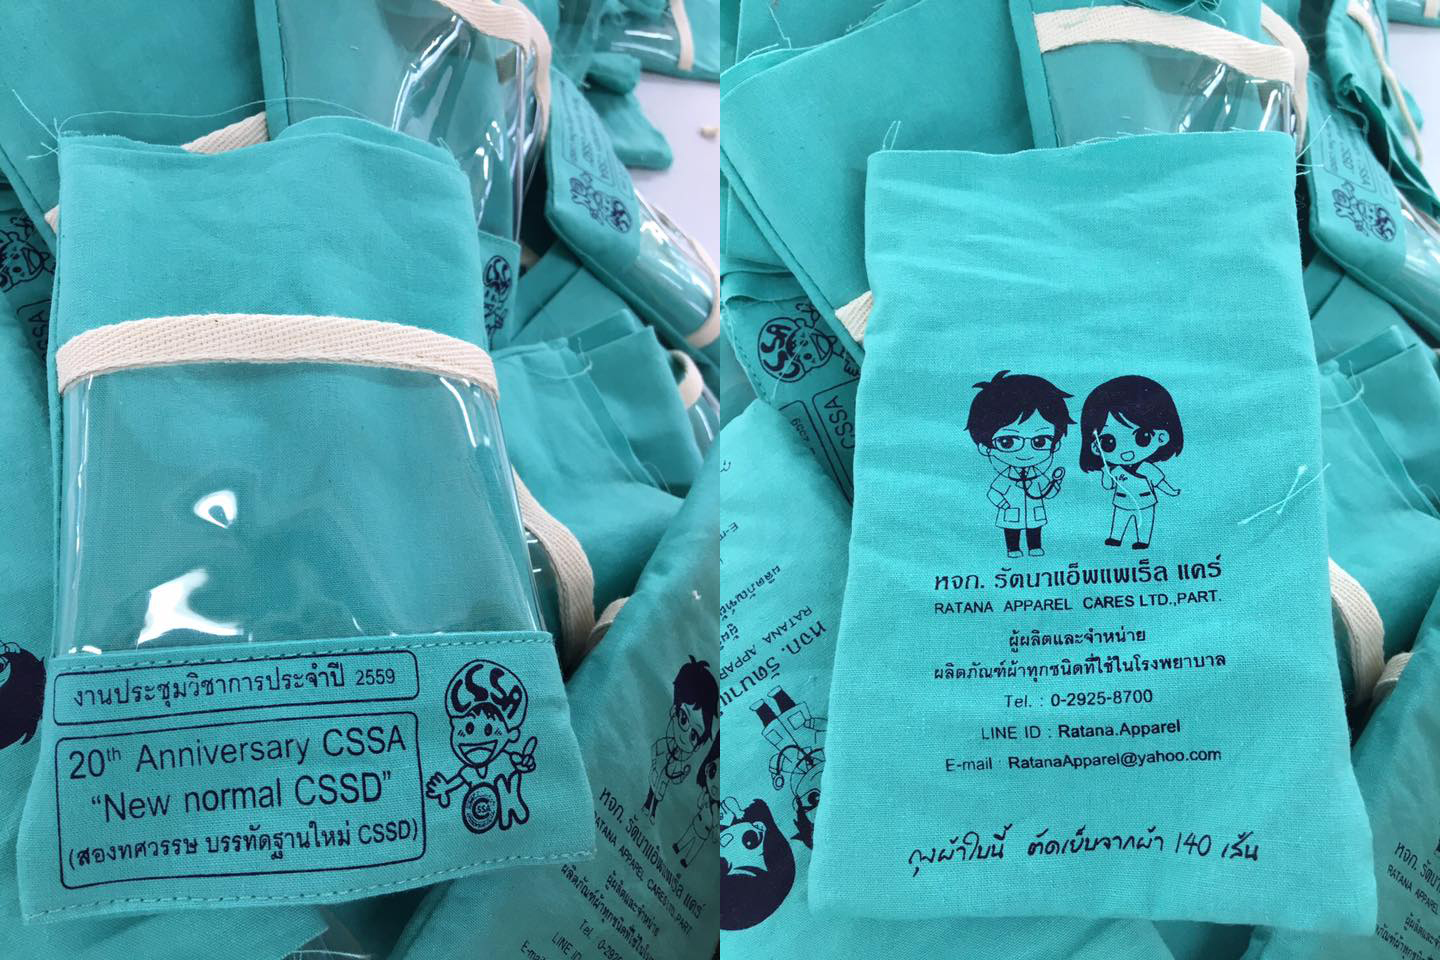 งานประชุมวิชาการประจำปี 2559
20th Anniversary CSSA
“New normal CSSD”
(สองทศวรรษ บรรทัดฐานใหม่ CSSD)
CSSA
OK
หจก. รัตนาแอ็พแพเร็ล แคร์
RATANA APPAREL CARES LTD.,PART.
ผู้ผลิตและจำหน่าย
ผลิตภัณฑ์ผ้าทุกชนิดที่ใช้ในโรงพยาบาล
Tel. : 0-2925-8700
LINE ID : Ratana.Apparel
E-mail : RatanaApparel@yahoo.com
ถุงผ้าใบนี้ ตัดเย็บจากผ้า 140 เส้น